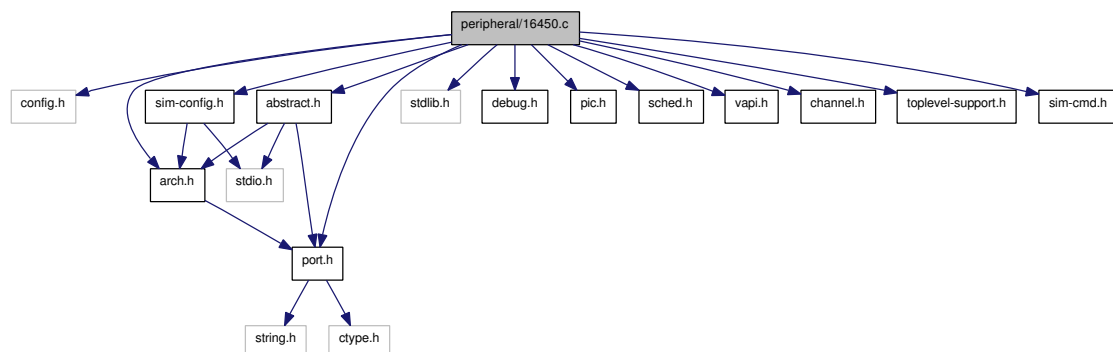 peripheral/16450.c
config.h
sim-config.h
abstract.h
stdlib.h
debug.h
pic.h
sched.h
vapi.h
channel.h
toplevel-support.h
sim-cmd.h
arch.h
stdio.h
port.h
string.h
ctype.h